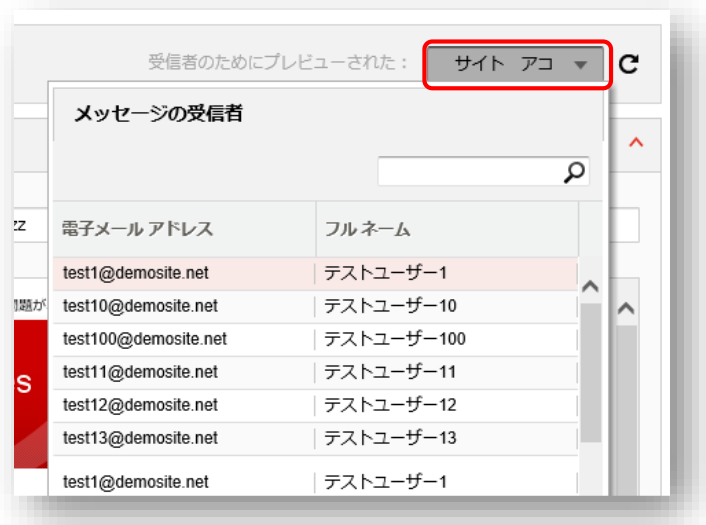 受信者のためにプレビューされた： サイト アコ
メッセージの受信者
zz
電子メール アドレス フル ネーム
test1@demosite.net テストユーザー1
問題が
test10@demosite.net テストユーザー10
test100@demosite.net テストユーザー100
s
test11@demosite.net テストユーザー11
test12@demosite.net テストユーザー12
test13@demosite.net テストユーザー13
test1@demosite.net テストユーザー1